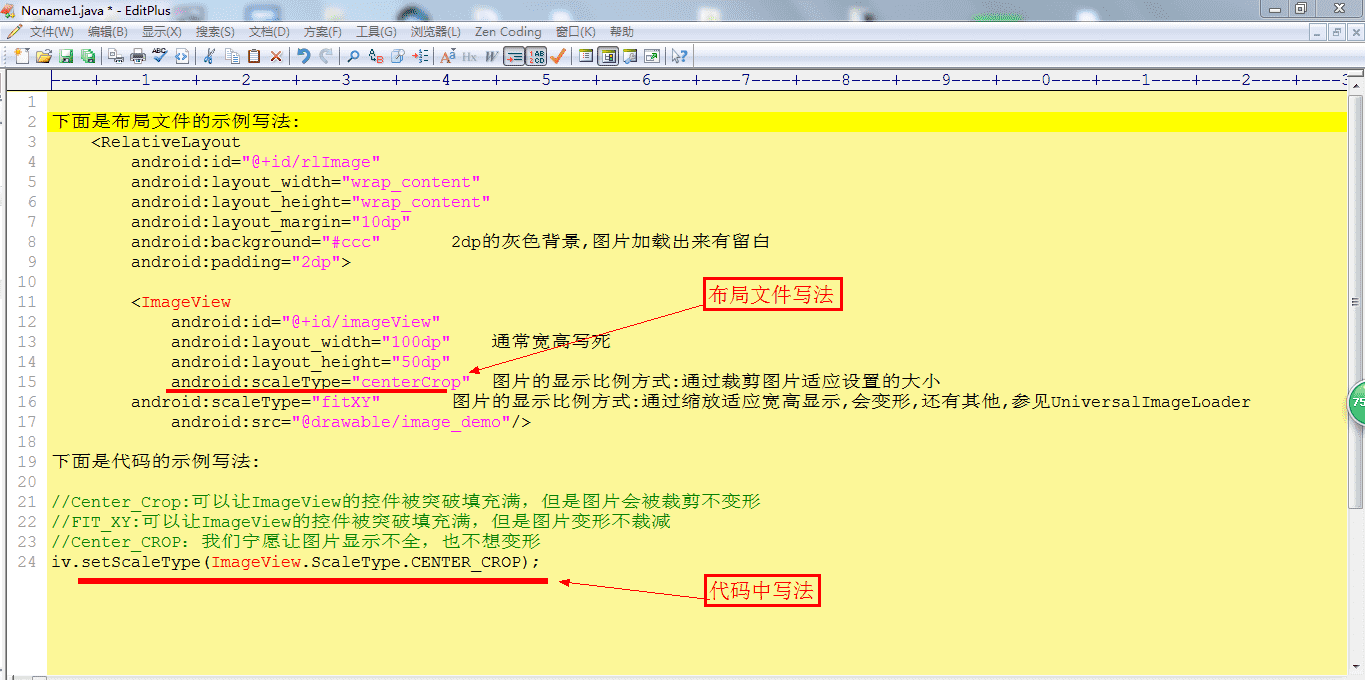 Noname1.java * - EditPlus
文件(W) 编辑(B) 显示(X) 搜索(S) 文档(D) 方案(F) 工具(G) 浏览器(L) Zen Coding 窗口(K) 帮助
----+----1----+----2----+----3----+----4----+----5----+----6----+----7----+----8----+----9----+----0----+----1----+----2----+----3
1
2 下面是布局文件的示例写法:
3 <RelativeLayout
4 android:id="@+id/rlImage"
5 android:layout_width="wrap_content"
6 android:layout_height="wrap_content"
7 android:layout_margin="10dp"
8 android:background="#ccc" 2dp的灰色背景,图片加载出来有留白
9 android:padding="2dp">
10
11 <ImageView
布局文件写法
12 android:id="@+id/imageView"
13 android:layout_width="100dp" 通常宽高写死
14 android:layout_height="50dp"
15 android:scaleType="centerCrop" 图片的显示比例方式:通过裁剪图片适应设置的大小
16 android:scaleType="fitXY" 图片的显示比例方式:通过缩放适应宽高显示,会变形,还有其他,参见UniversalImageLoader
75
17 android:src="@drawable/image_demo"/>
18
19 下面是代码的示例写法:
20
21 //Center_Crop:可以让ImageView的控件被突破填充满，但是图片会被裁剪不变形
22 //FIT_XY:可以让ImageView的控件被突破填充满，但是图片变形不裁减
23 //Center_CROP：我们宁愿让图片显示不全，也不想变形
24 iv.setScaleType(ImageView.ScaleType.CENTER_CROP);
代码中写法